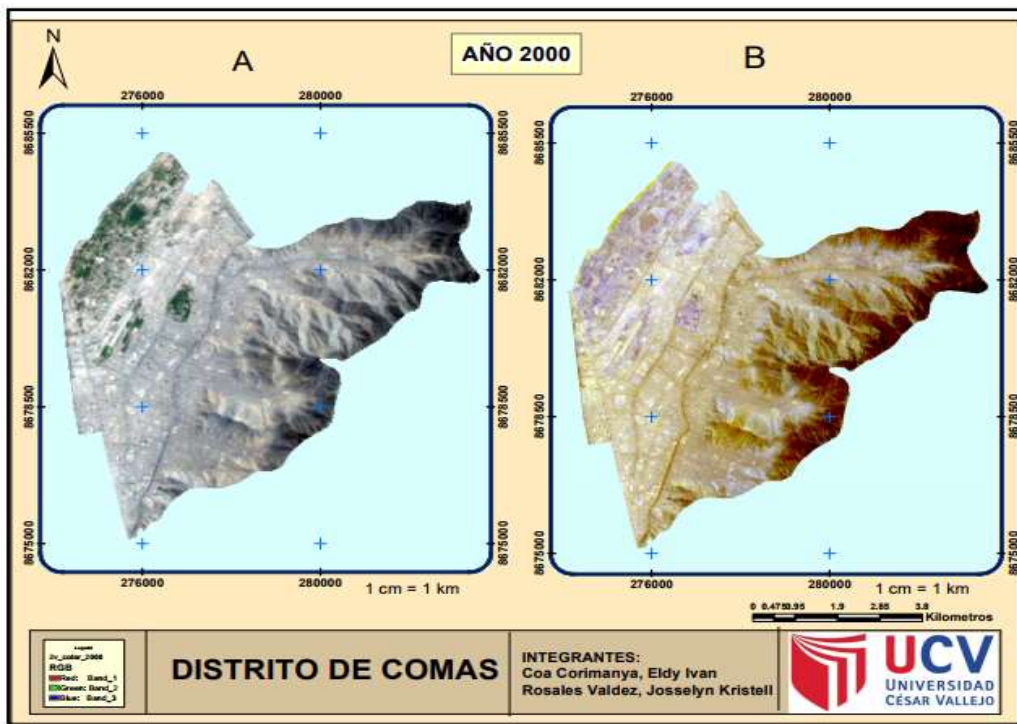 N
A
AÑO 2000
B
276000 280000
276000 280000
8685500 8685500
8685500 8685500
8682000 8682000
8682000 8682000
8678500 8678500
8678500 8678500
8675000 8675000
8675000 8675000
276000 280000
276000 280000
1 cm = 1 km
1 cm = 1 km
0 0.4750.95 1.9 2.85 3.8
Kilometros
RGB
Red: Band_1
Green: Band_2
Blue: Band_3
DISTRITO DE COMAS
INTEGRANTES:
Coa Corimanya, Eldy Ivan
Rosales Valdez, Josselyn Kristell
UCV
UNIVERSIDAD
CÉSAR VALLEJO